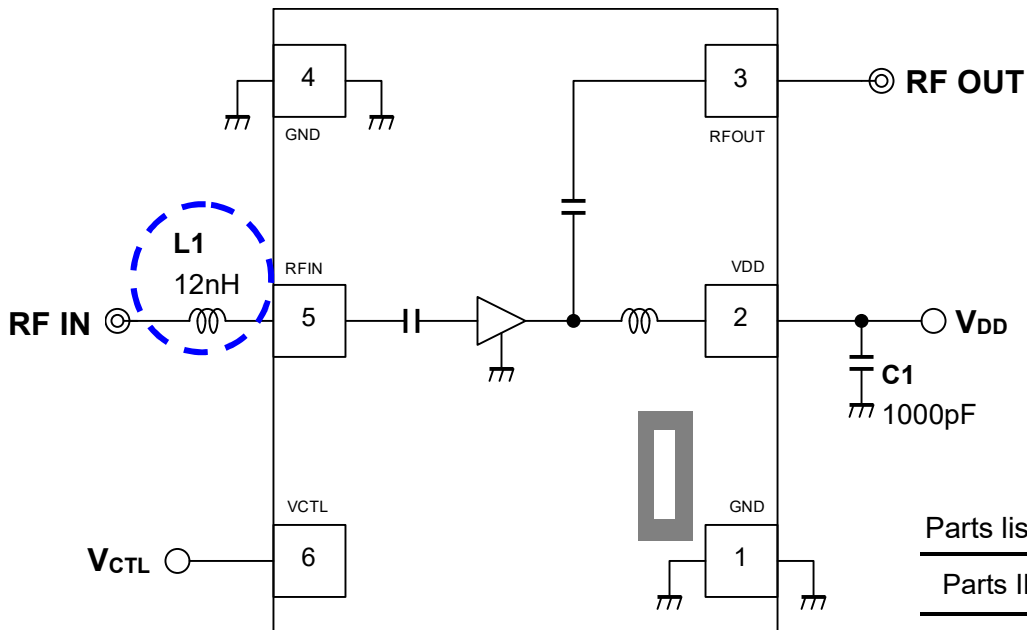 4
GND
3
RFOUT
RF OUT
L1
12nH
RFIN
5
RF IN
VDD
2
VDD
C1
1000pF
VCTL
6
VCTL
GND
1
Parts lis
Parts I